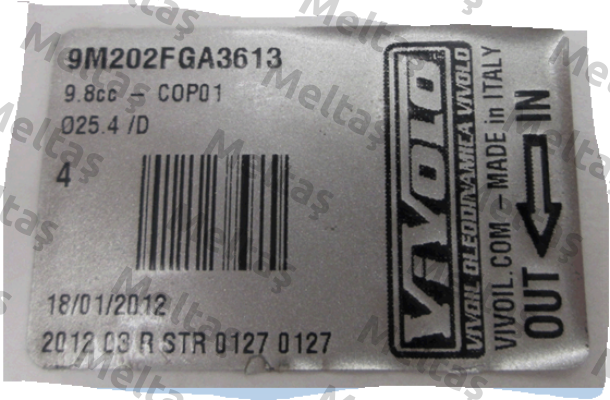 9M202FGA3613
9.8cc – COP01
Ø25.4 /D
4
18/01/2012
2012 03 R STR 0127 0127
VIVOLO
VIVOIL OLEODINAMICA VIVOLO
VIVOIL.COM – MADE in ITALY
OUT IN
Meltaş